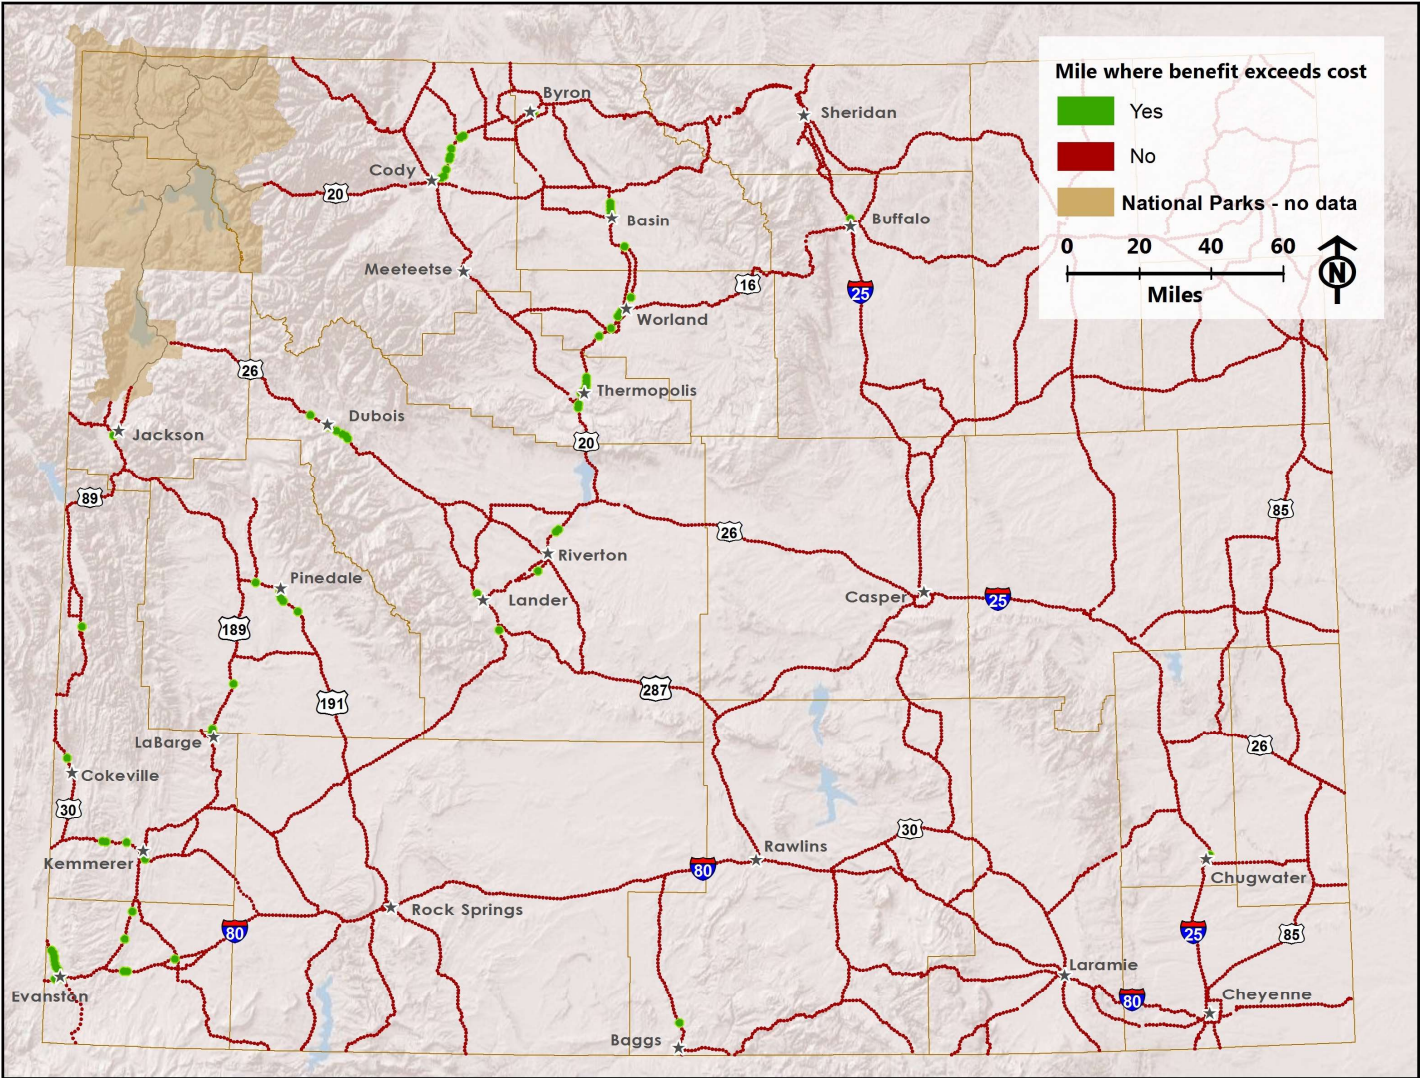 Mile where benefit exceeds cost
Yes
No
National Parks - no data
0 20 40 60
Miles
N
Byron
Sheridan
Cody
20
Basin
Buffalo
Meeteetse
16
25
Worland
26
Thermopolis
Dubois
Jackson
20
89
85
26
Riverton
Pinedale
Lander
Casper
25
189
287
191
LaBarge
26
Cokeville
30
30
Kemmerer
Rawlins
80
Chugwater
Rock Springs
80
25
85
Laramie
Evanston
80
Cheyenne
Baggs